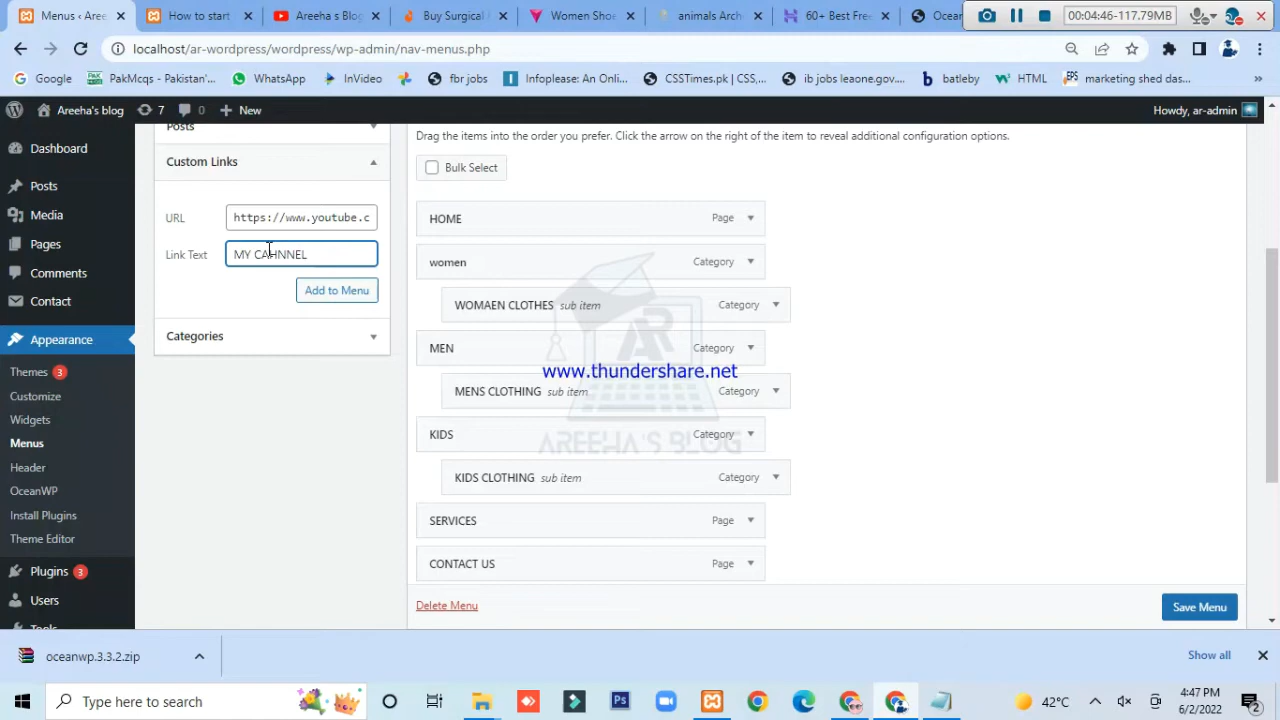 Menus ‹ Aree
How to start
Areeha's Blog
Buy Surgical
Women Sho
animals Arch
60+ Best Free
Ocean
00:04:46-117.79MB
localhost/ar-wordpress/wordpress/wp-admin/nav-menus.php
Google
PakMcqs - Pakistan'...
WhatsApp
InVideo
fbr jobs
Infoplease: An Onli...
CSSTimes.pk | CSS,...
ib jobs leaone.gov....
batleby
HTML
marketing shed das...
»
Areeha's blog
7
0
New
Howdy, ar-admin
Dashboard
Posts
Media
Pages
Comments
Contact
Appearance
Themes 3
Customize
Widgets
Menus
Header
OceanWP
Install Plugins
Theme Editor
Plugins 3
Users
Tools
Posts
Custom Links
URL
https://www.youtube.c
Link Text
MY CAHNNEL
Add to Menu
Categories
Drag the items into the order you prefer. Click the arrow on the right of the item to reveal additional configuration options.
Bulk Select
HOME Page
women Category
WOMAEN CLOTHES sub item Category
MEN Category
www.thundershare.net
AR
MENS CLOTHING sub item Category
KIDS Category
AREEHA'S BLOG
KIDS CLOTHING sub item Category
SERVICES Page
CONTACT US Page
Delete Menu
Save Menu
oceanwp.3.3.2.zip
Show all
Type here to search
Ps
42°C
4:47 PM
6/2/2022
2